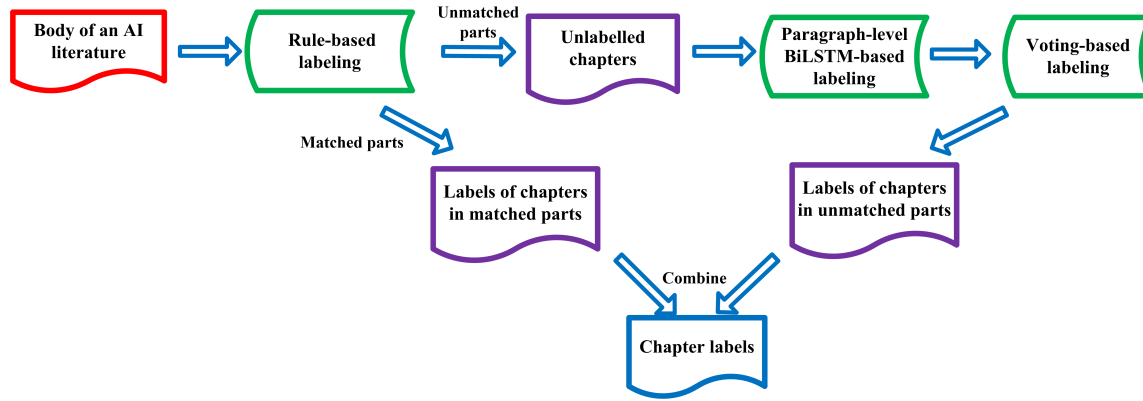 Body of an AI
literature
Rule-based
labeling
Unmatched
parts
Unlabelled
chapters
Paragraph-level
BiLSTM-based
labeling
Voting-based
labeling
Matched parts
Labels of chapters
in matched parts
Labels of chapters
in unmatched parts
Combine
Chapter labels